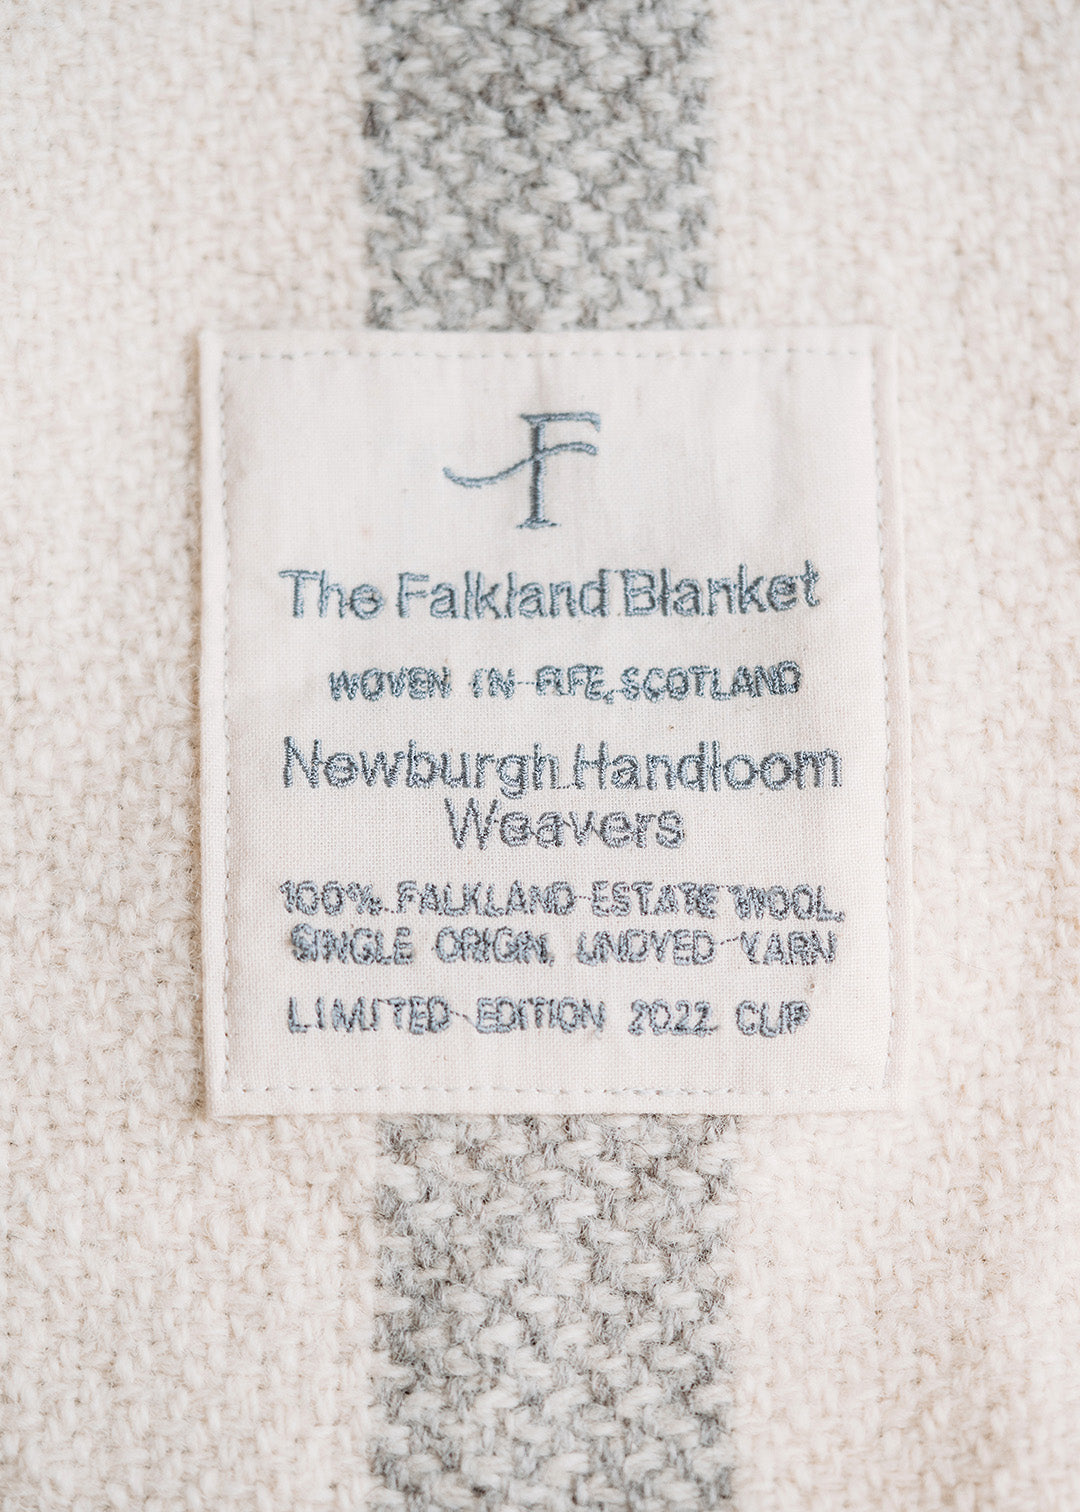 F
The Falkland Blanket
WOVEN IN FIFE, SCOTLAND
Newburgh Handloom
Weavers
100% FALKLAND ESTATE WOOL,
SINGLE ORIGIN, UNDYED YARN
LIMITED EDITION 2022 CLIP